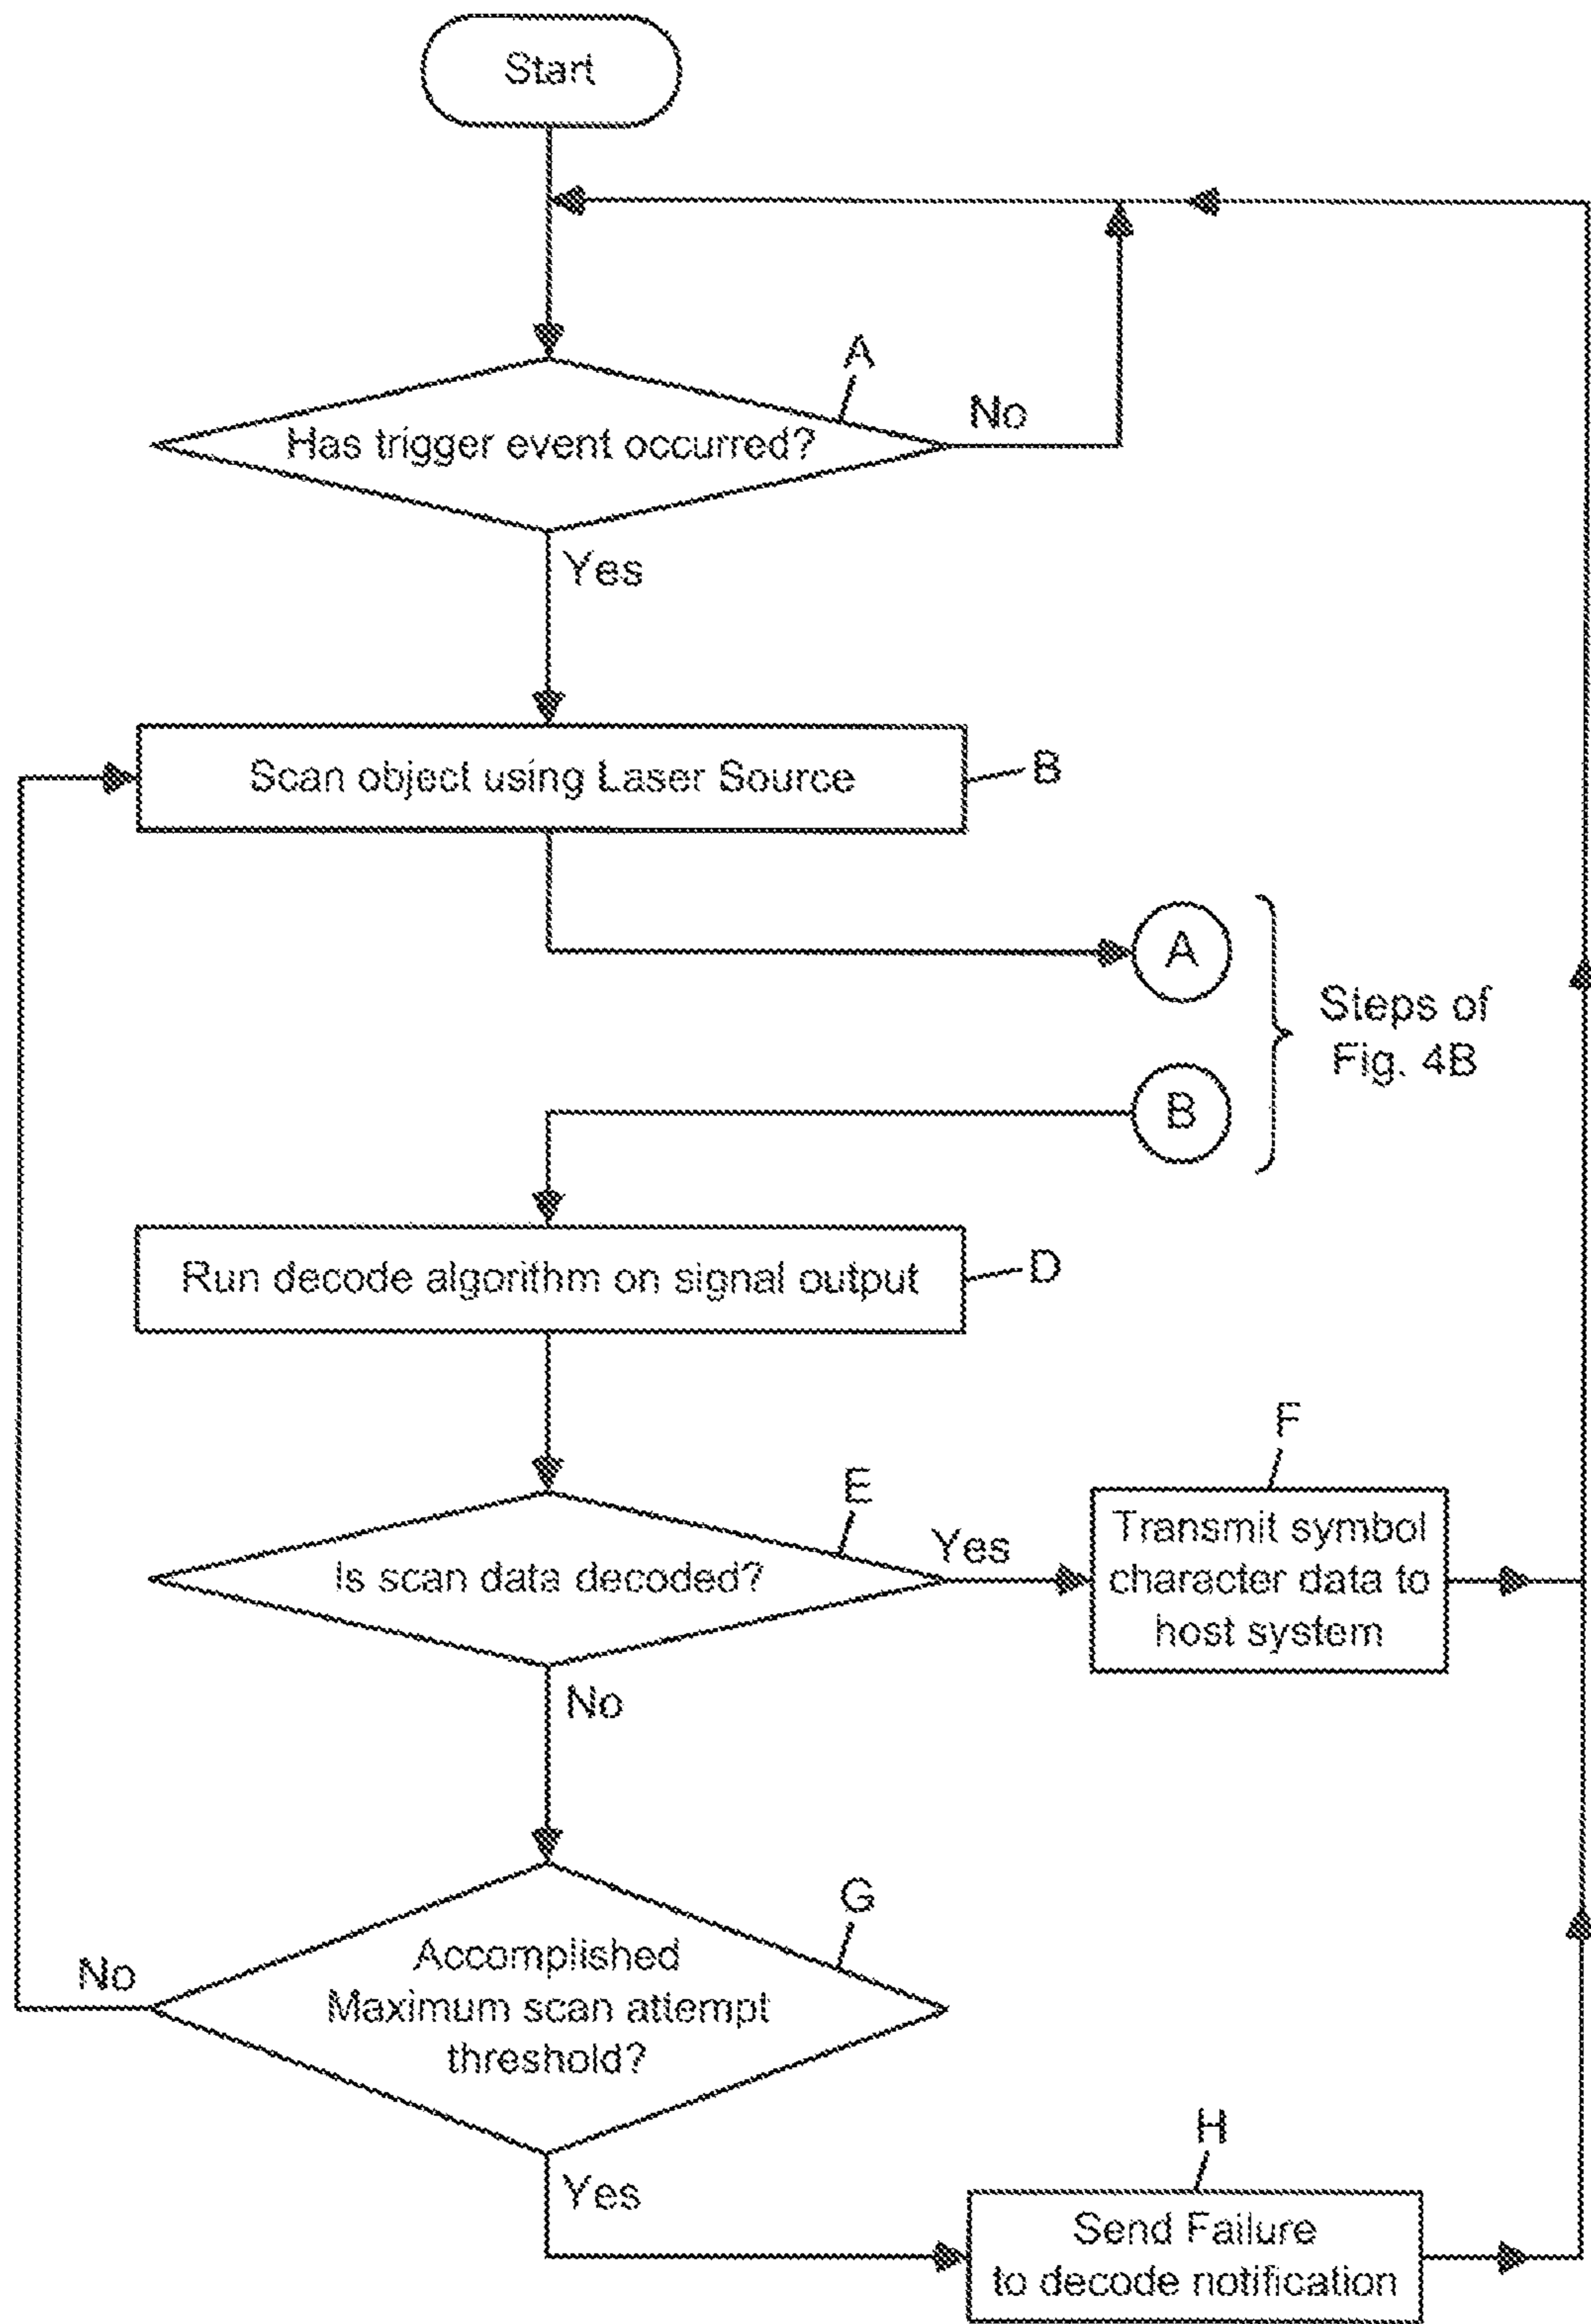 Start
A
Has trigger event occurred?
No
Yes
Scan object using Laser Source
B
A
Steps of
Fig. 4B
B
Run decode algorithm on signal output
D
E
Is scan data decoded?
Yes
F
Transmit symbol
character data to
host system
No
G
Accomplished
Maximum scan attempt
threshold?
No
Yes
H
Send Failure
to decode notification